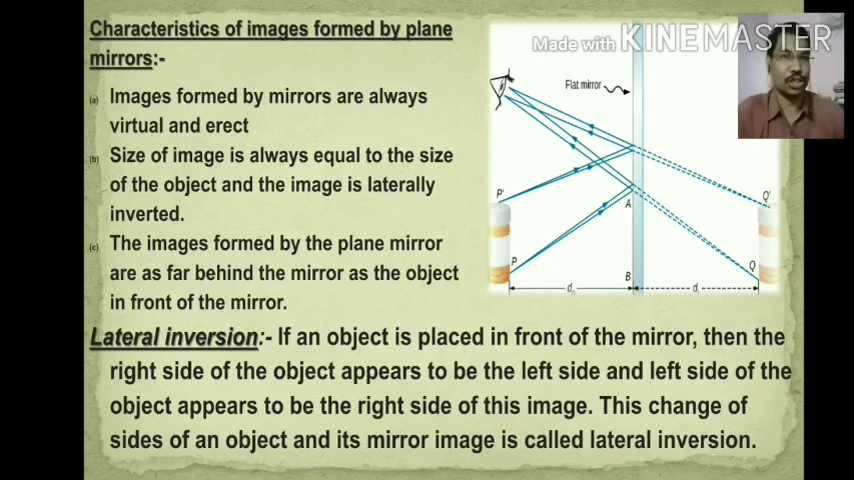 Characteristics of images formed by plane
mirrors:-
(a) Images formed by mirrors are always
virtual and erect
(b) Size of image is always equal to the size
of the object and the image is laterally
inverted.
(c) The images formed by the plane mirror
are as far behind the mirror as the object
in front of the mirror.
Lateral inversion:- If an object is placed in front of the mirror, then the
right side of the object appears to be the left side and left side of the
object appears to be the right side of this image. This change of
sides of an object and its mirror image is called lateral inversion.
Made with KINEMASTER
Flat mirror
P'
Q'
A
P
Q
B